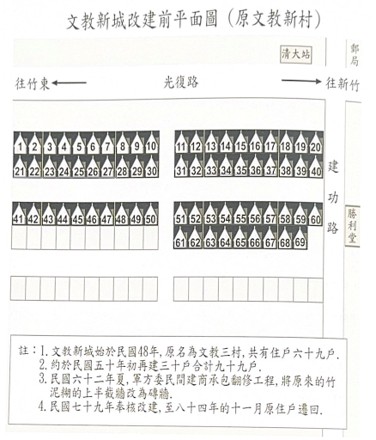 文教新城改建前平面圖（原文教新村）
清大站
郵局
往竹東
光復路
往新竹
1 2 3 4 5 6 7 8 9 10
11 12 13 14 15 16 17 18 19 20
21 22 23 24 25 26 27 28 29 30
31 32 33 34 35 36 37 38 39 40
建功路
41 42 43 44 45 46 47 48 49 50
51 52 53 54 55 56 57 58 59 60
勝利堂
61 62 63 64 65 66 67 68 69
註：1. 文教新城始於民國48年，原名為文教三村，共有住戶六十九戶．
2. 約於民國五十年初再建三十戶合計九十九戶．
3. 民國六十二年夏，軍方委民間建商承包翻修工程，將原來的竹
泥糊的上半截牆改為磚牆．
4. 民國七十九年奉核改建，至八十四年的十一月原住戶遷回．